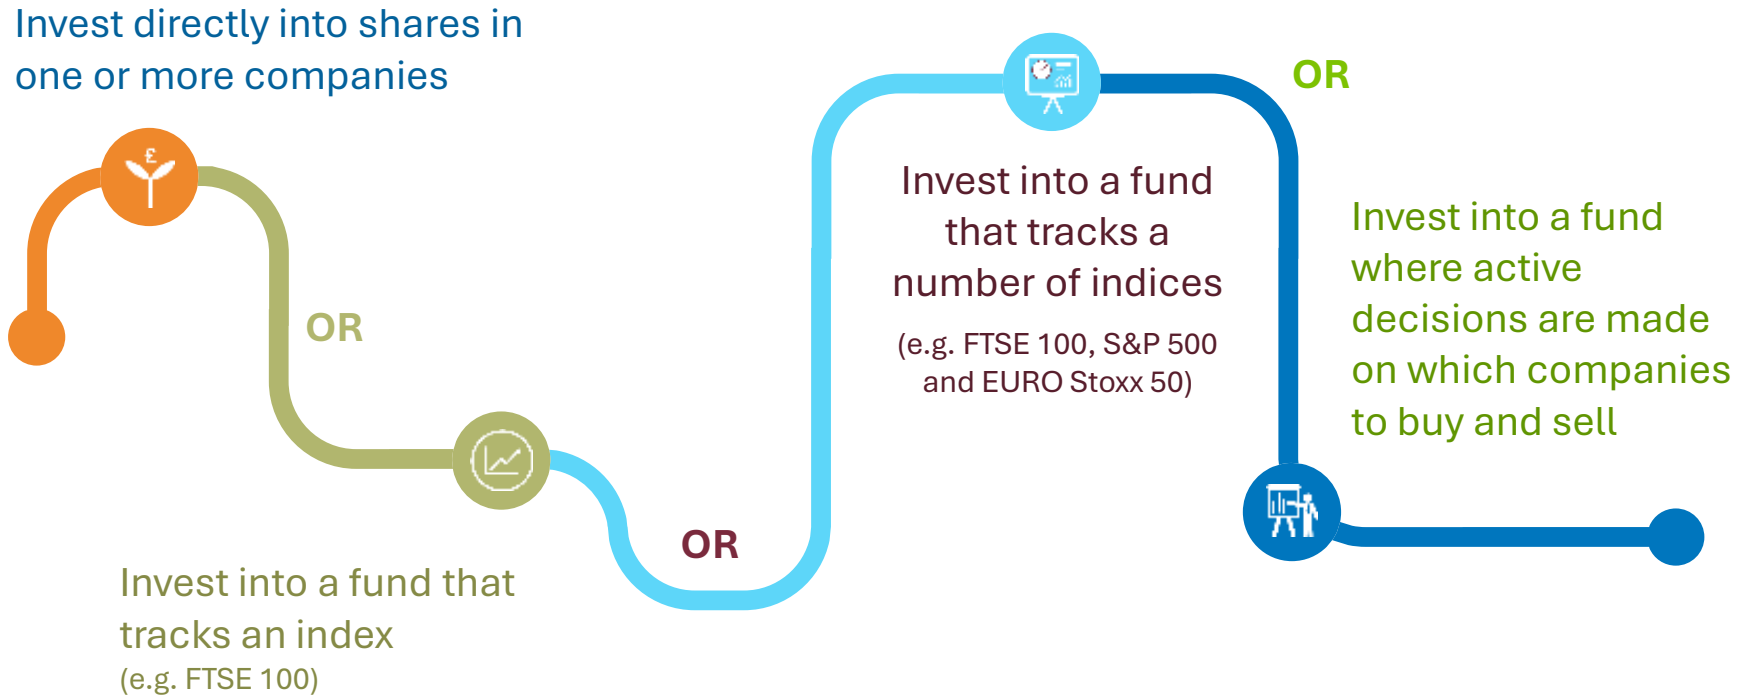 Invest directly into shares in
one or more companies
£
OR
Invest into a fund that
tracks an index
(e.g. FTSE 100)
OR
Invest into a fund
that tracks a
number of indices
(e.g. FTSE 100, S&P 500
and EURO Stoxx 50)
OR
Invest into a fund
where active
decisions are made
on which companies
to buy and sell